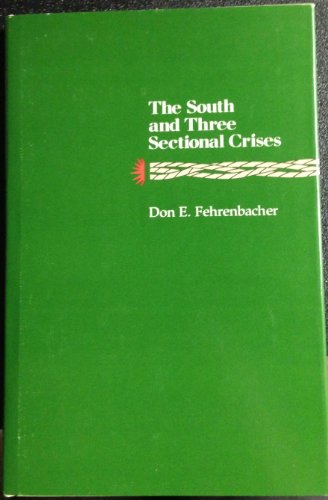 The South
and Three
Sectional Crises
Don E. Fehrenbacher